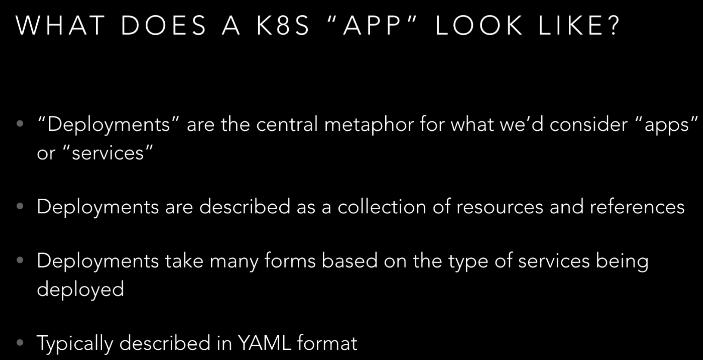 WHAT DOES A K8S “APP” LOOK LIKE?
• “Deployments” are the central metaphor for what we’d consider “apps”
or “services”
• Deployments are described as a collection of resources and references
• Deployments take many forms based on the type of services being
deployed
• Typically described in YAML format